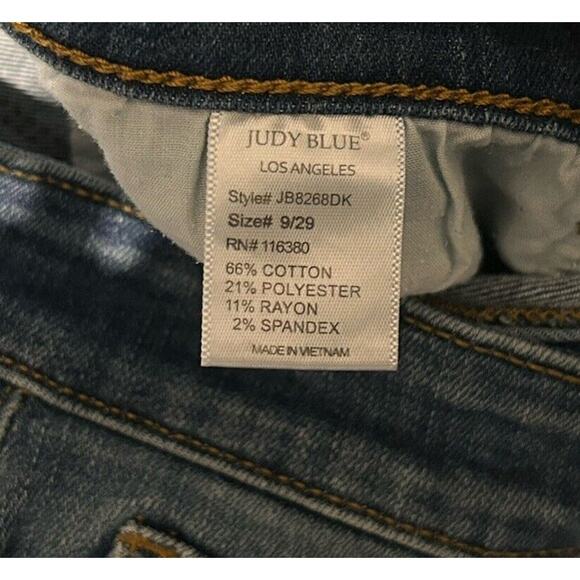 JUDY BLUE®
LOS ANGELES
Style# JB8268DK
Size# 9/29
RN# 116380
66% COTTON
21% POLYESTER
11% RAYON
2% SPANDEX
MADE IN VIETNAM